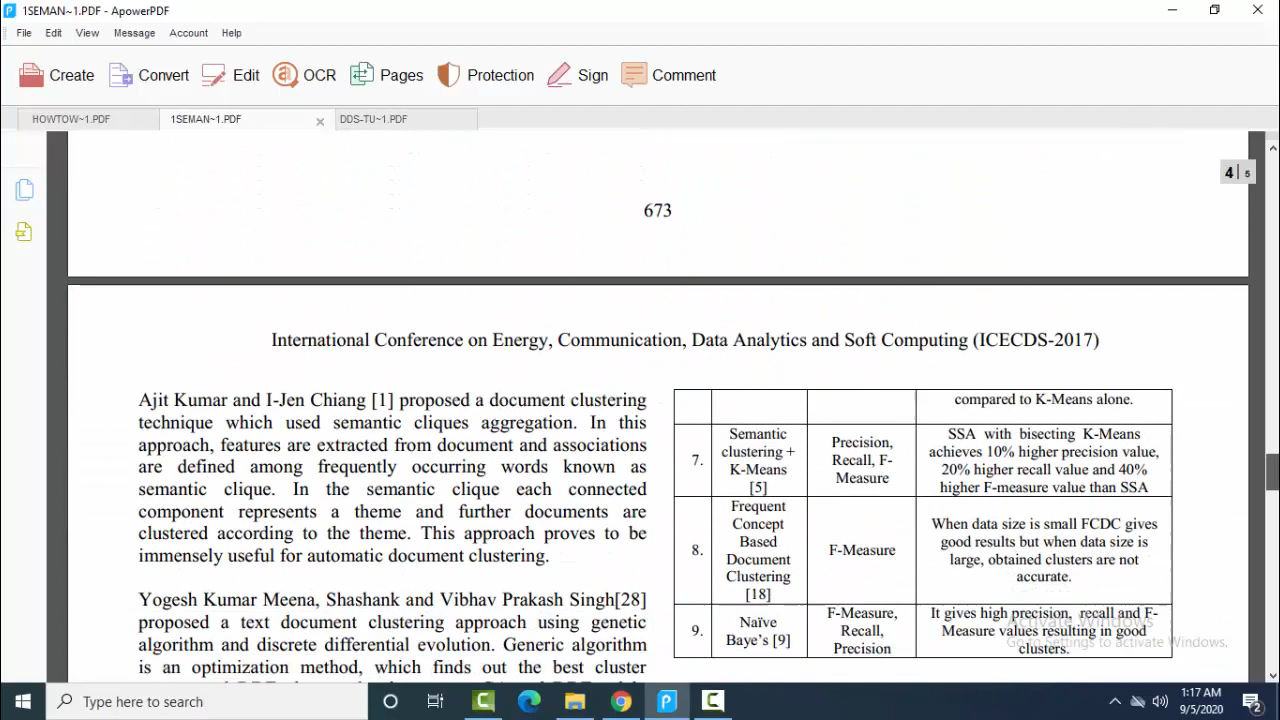 1SEMAN~1.PDF - ApowerPDF
File Edit View Message Account Help
Create Convert Edit OCR Pages Protection Sign Comment
HOWTOW~1.PDF 1SEMAN~1.PDF DDS-TU~1.PDF
4 5
673
International Conference on Energy, Communication, Data Analytics and Soft Computing (ICECDS-2017)
Ajit Kumar and I-Jen Chiang [1] proposed a document clustering
technique which used semantic cliques aggregation. In this
approach, features are extracted from document and associations
are defined among frequently occurring words known as
semantic clique. In the semantic clique each connected
component represents a theme and further documents are
clustered according to the theme. This approach proves to be
immensely useful for automatic document clustering.
Yogesh Kumar Meena, Shashank and Vibhav Prakash Singh[28]
proposed a text document clustering approach using genetic
algorithm and discrete differential evolution. Generic algorithm
is an optimization method, which finds out the best cluster
compared to K-Means alone.
7.
Semantic
clustering +
K-Means
[5]
Precision,
Recall, F-
Measure
SSA with bisecting K-Means
achieves 10% higher precision value,
20% higher recall value and 40%
higher F-measure value than SSA
8.
Frequent
Concept
Based
Document
Clustering
[18]
F-Measure
When data size is small FCDC gives
good results but when data size is
large, obtained clusters are not
accurate.
9.
Naïve
Baye's [9]
F-Measure,
Recall,
Precision
It gives high precision, recall and F-
Measure values resulting in good
clusters.
Activate Windows
Go to Settings to activate Windows.
Type here to search
1:17 AM
9/5/2020
2